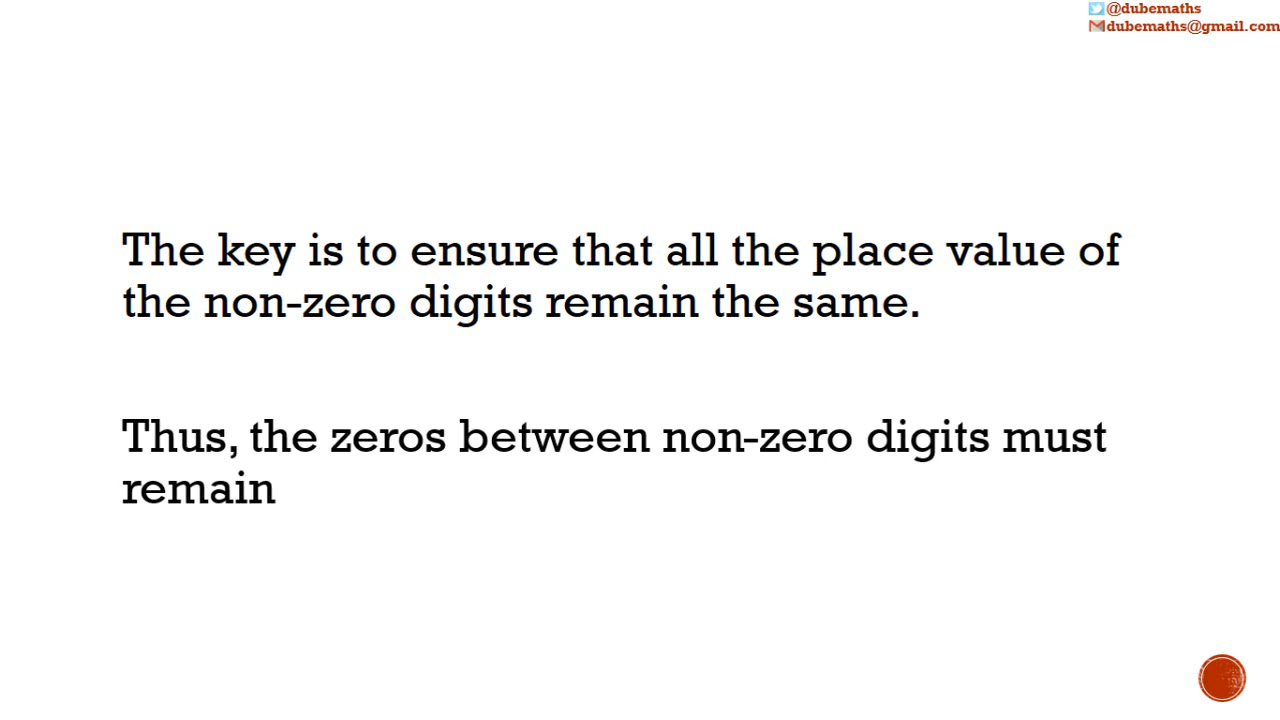 @dubemaths
dubemaths@gmail.com
The key is to ensure that all the place value of
the non-zero digits remain the same.
Thus, the zeros between non-zero digits must
remain